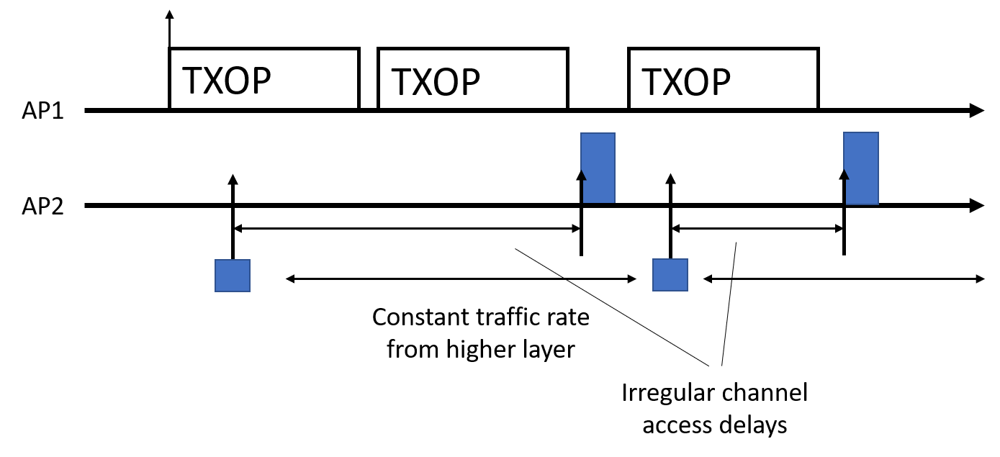 TXOP
TXOP
TXOP
AP1
AP2
Constant traffic rate
from higher layer
Irregular channel
access delays